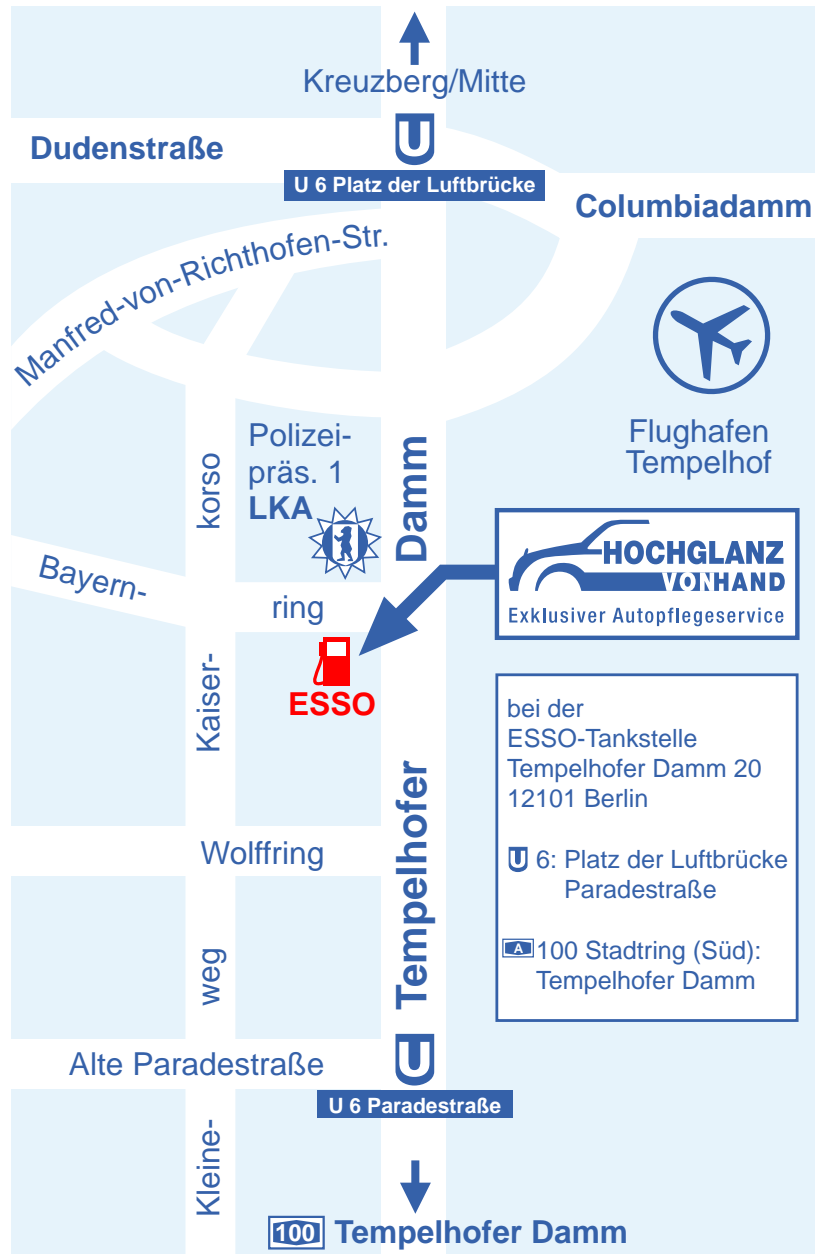 Kreuzberg/Mitte
U
Dudenstraße
U 6 Platz der Luftbrücke
Columbiadamm
Manfred-von-Richthofen-Str.
Flughafen
Tempelhof
Polizei-
präs. 1
LKA
korso
Damm
HOCHGLANZ
VONHAND
Exklusiver Autopflegeservice
Bayern-
ring
Kaiser-
ESSO
bei der
ESSO-Tankstelle
Tempelhofer Damm 20
12101 Berlin
U 6: Platz der Luftbrücke
Paradestraße
A 100 Stadtring (Süd):
Tempelhofer Damm
Tempelhofer
Wolffring
weg
Alte Paradestraße
U
U 6 Paradestraße
Kleine-
100 Tempelhofer Damm